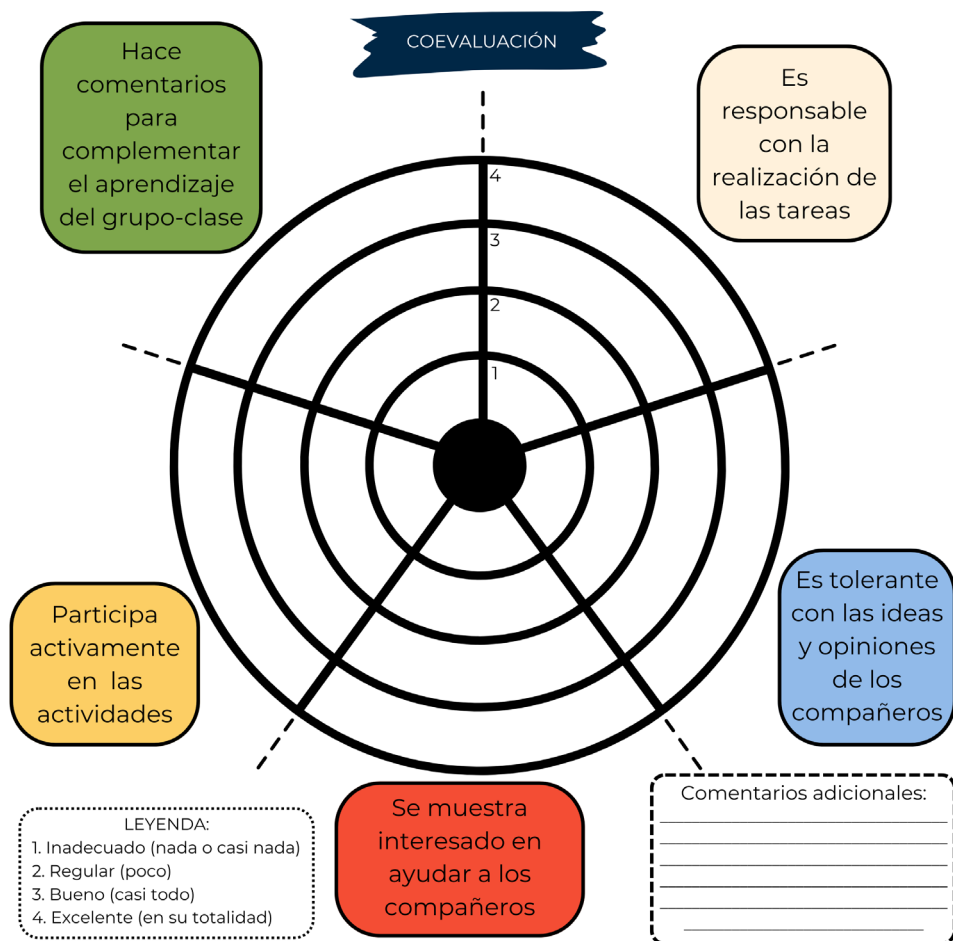 COEVALUACIÓN
Hace
comentarios
para
complementar
el aprendizaje
del grupo-clase
Es
responsable
con la
realización de
las tareas
4
3
2
1
Participa
activamente
en las
actividades
Es tolerante
con las ideas
y opiniones
de los
compañeros
Se muestra
interesado en
ayudar a los
compañeros
LEYENDA:
1. Inadecuado (nada o casi nada)
2. Regular (poco)
3. Bueno (casi todo)
4. Excelente (en su totalidad)
Comentarios adicionales: